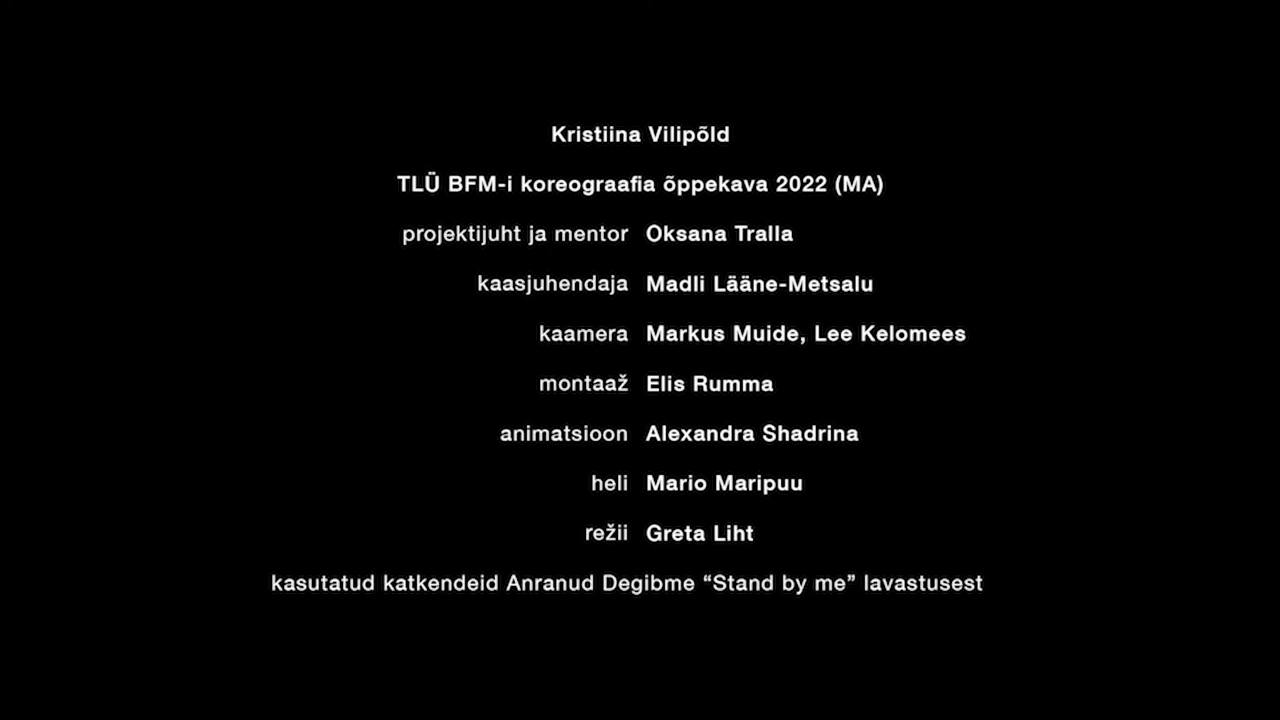 Kristiina Vilipõld
TLÜ BFM-i koreograafia õppekava 2022 (MA)
projektijuht ja mentor Oksana Tralla
kaasjuhendaja Madli Lääne-Metsalu
kaamera Markus Muide, Lee Kelomees
montaaž Elis Rumma
animatsioon Alexandra Shadrina
heli Mario Maripuu
režii Greta Liht
kasutatud katkendeid Anranud Degibme “Stand by me” lavastusest